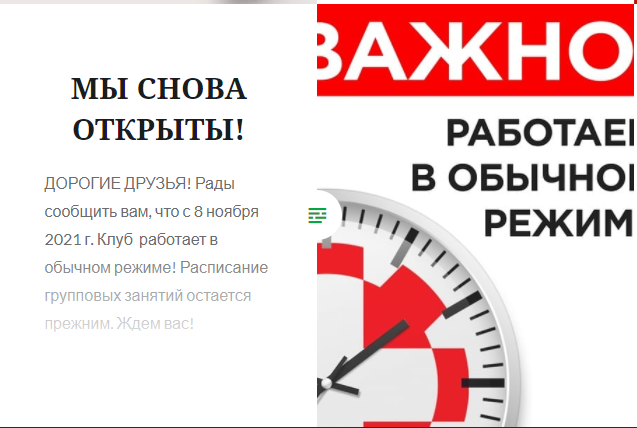 МЫ СНОВА
ОТКРЫТЫ!
ДОРОГИЕ ДРУЗЬЯ! Рады
сообщить вам, что с 8 ноября
2021 г. Клуб работает в
обычном режиме! Расписание
групповых занятий остается
прежним. Ждем вас!
ВАЖНО
РАБОТАЕ
В ОБЫЧНО
РЕЖИМ